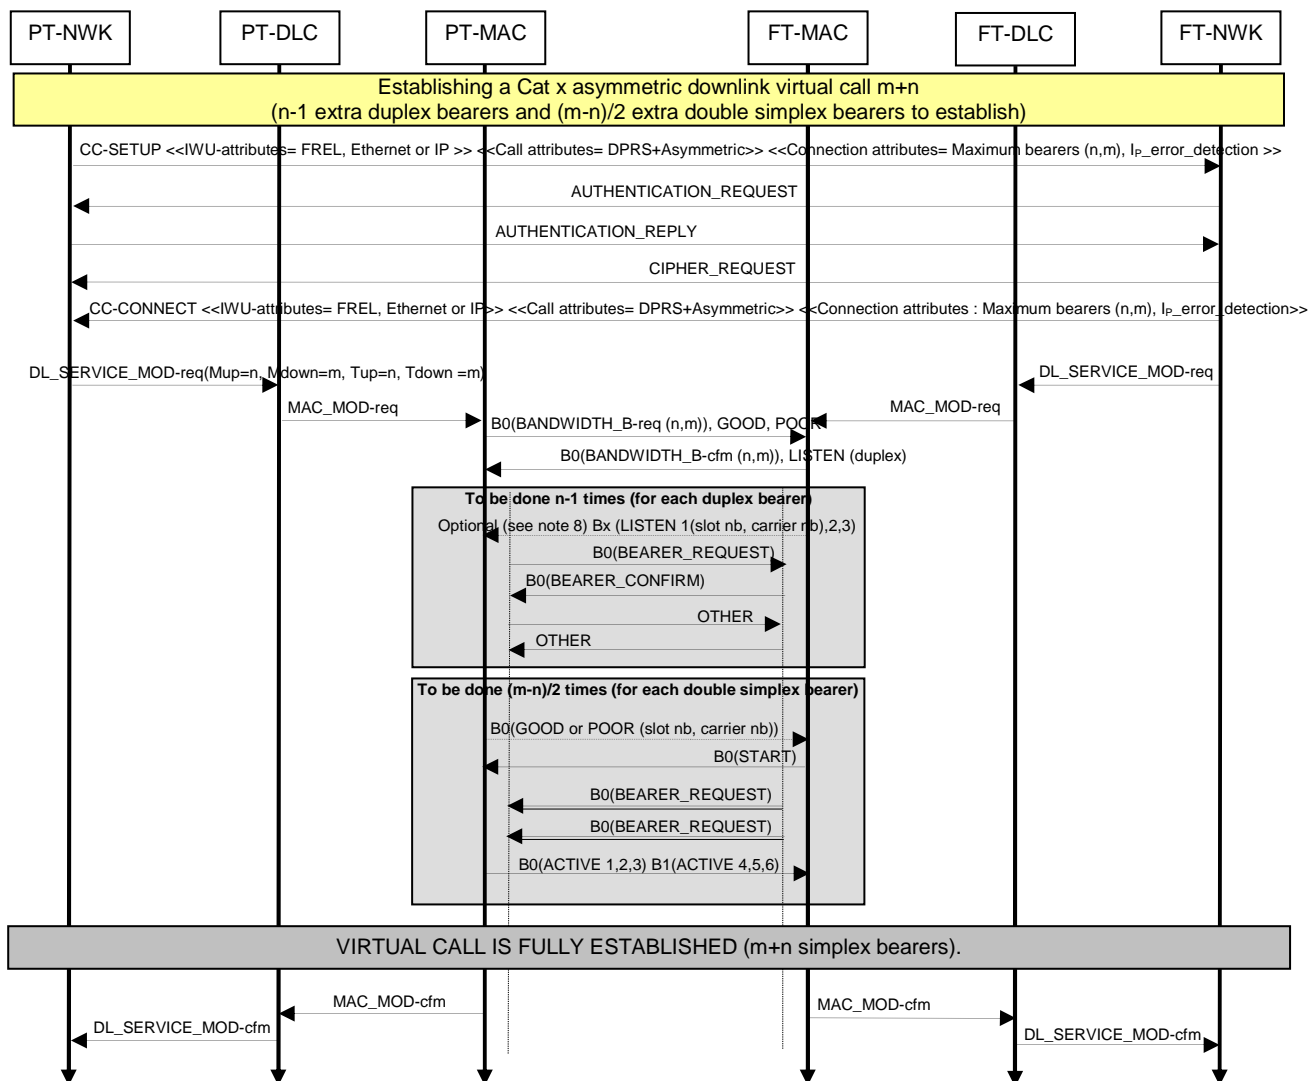 PT-NWK PT-DLC PT-MAC FT-MAC FT-DLC FT-NWK
Establishing a Cat x asymmetric downlink virtual call m+n
(n-1 extra duplex bearers and (m-n)/2 extra double simplex bearers to establish)
CC-SETUP <<IWU-attributes= FREL, Ethernet or IP >> <<Call attributes= DPRS+Asymmetric>> <<Connection attributes= Maximum bearers (n,m), IP_error_detection >>
AUTHENTICATION_REQUEST
AUTHENTICATION_REPLY
CIPHER_REQUEST
CC-CONNECT <<IWU-attributes= FREL, Ethernet or IP>> <<Call attributes= DPRS+Asymmetric>> <<Connection attributes : Maximum bearers (n,m), IP_error_detection>>
DL_SERVICE_MOD-req(Mup=n, Mdown=m, Tup=n, Tdown =m)
DL_SERVICE_MOD-req
MAC_MOD-req
MAC_MOD-req
B0(BANDWIDTH_B-req (n,m)), GOOD, POOR
B0(BANDWIDTH_B-cfm (n,m)), LISTEN (duplex)
To be done n-1 times (for each duplex bearer)
Optional (see note 8) Bx (LISTEN 1(slot nb, carrier nb),2,3)
B0(BEARER_REQUEST)
B0(BEARER_CONFIRM)
OTHER
OTHER
To be done (m-n)/2 times (for each double simplex bearer)
B0(GOOD or POOR (slot nb, carrier nb))
B0(START)
B0(BEARER_REQUEST)
B0(BEARER_REQUEST)
B0(ACTIVE 1,2,3) B1(ACTIVE 4,5,6)
VIRTUAL CALL IS FULLY ESTABLISHED (m+n simplex bearers).
MAC_MOD-cfm
MAC_MOD-cfm
DL_SERVICE_MOD-cfm
DL_SERVICE_MOD-cfm